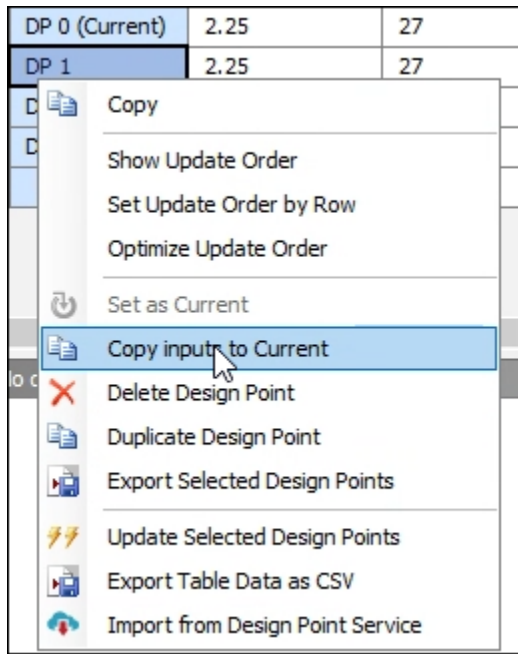 DP 0 (Current) 2.25 27
DP 1 2.25 27
D
D
Copy
Show Update Order
Set Update Order by Row
Optimize Update Order
Set as Current
Copy inputs to Current
Delete Design Point
Duplicate Design Point
Export Selected Design Points
Update Selected Design Points
Export Table Data as CSV
Import from Design Point Service